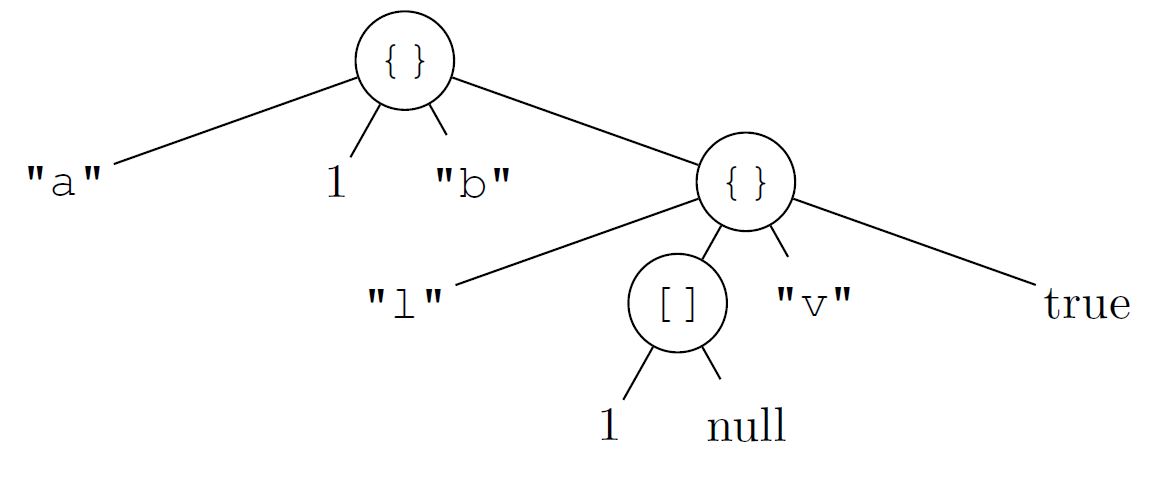 {}
"a" 1 "b" {}
"l" [] "v" true
1 null